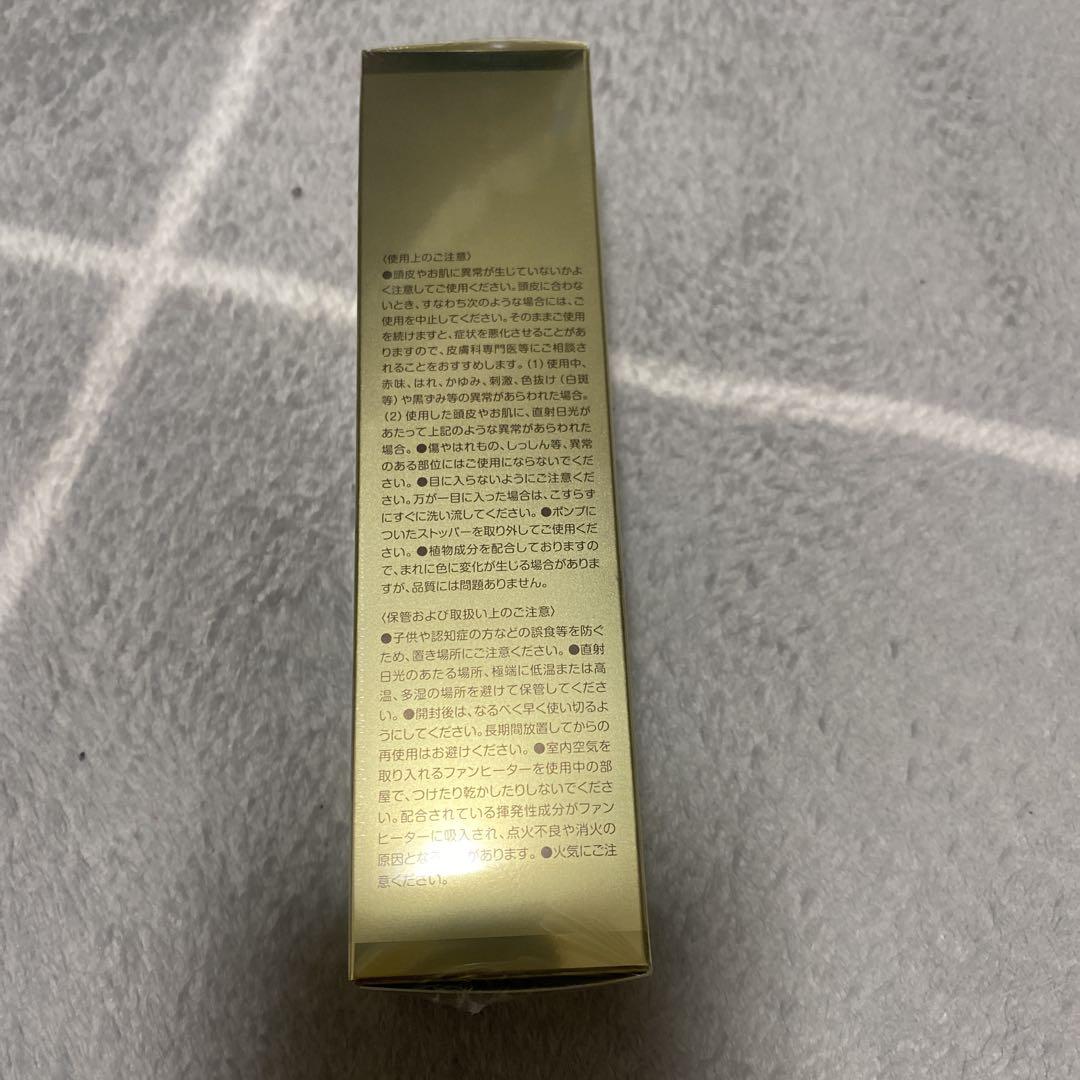 〈使用上のご注意〉
●頭皮やお肌に異常が生じていないかよ
く注意してご使用ください。頭皮に合わな
いとき、すなわち次のような場合には、ご
使用を中止してください。そのままご使用
を続けますと、症状を悪化させることがあ
りますので、皮膚科専門医等にご相談さ
れることをおすすめします。(1)使用中、
赤味、はれ、かゆみ、刺激、色抜け(白斑
等)や黒ずみ等の異常があらわれた場合。
(2)使用した頭皮やお肌に、直射日光が
あたって上記のような異常があらわれた
場合。●傷やはれもの、しっしん等、異常
のある部位にはご使用にならないでくだ
さい。●目に入らないようにご注意くだ
さい。万が一目に入った場合は、こすらず
にすぐに洗い流してください。●ポンプに
ついたストッパーを取り外してご使用くだ
さい。●植物成分を配合しておりますの
で、まれに色に変化が生じる場合がありま
すが、品質には問題ありません。
〈保管および取扱い上のご注意〉
●子供や認知症の方などの誤食等を防ぐ
ため、置き場所にご注意ください。●直射
日光のあたる場所、極端に低温または高
温、多湿の場所を避けて保管してくださ
い。●開封後は、なるべく早く使い切るよ
うにしてください。長期間放置してからの
再使用はお避けください。●室内空気を
取り入れるファンヒーターを使用中の部
屋で、つけたり乾かしたりしないでくださ
い。配合されている揮発性成分がファン
ヒーターに吸入され、点火不良や消火の
原因とな があります。●火気にご注
意ください。